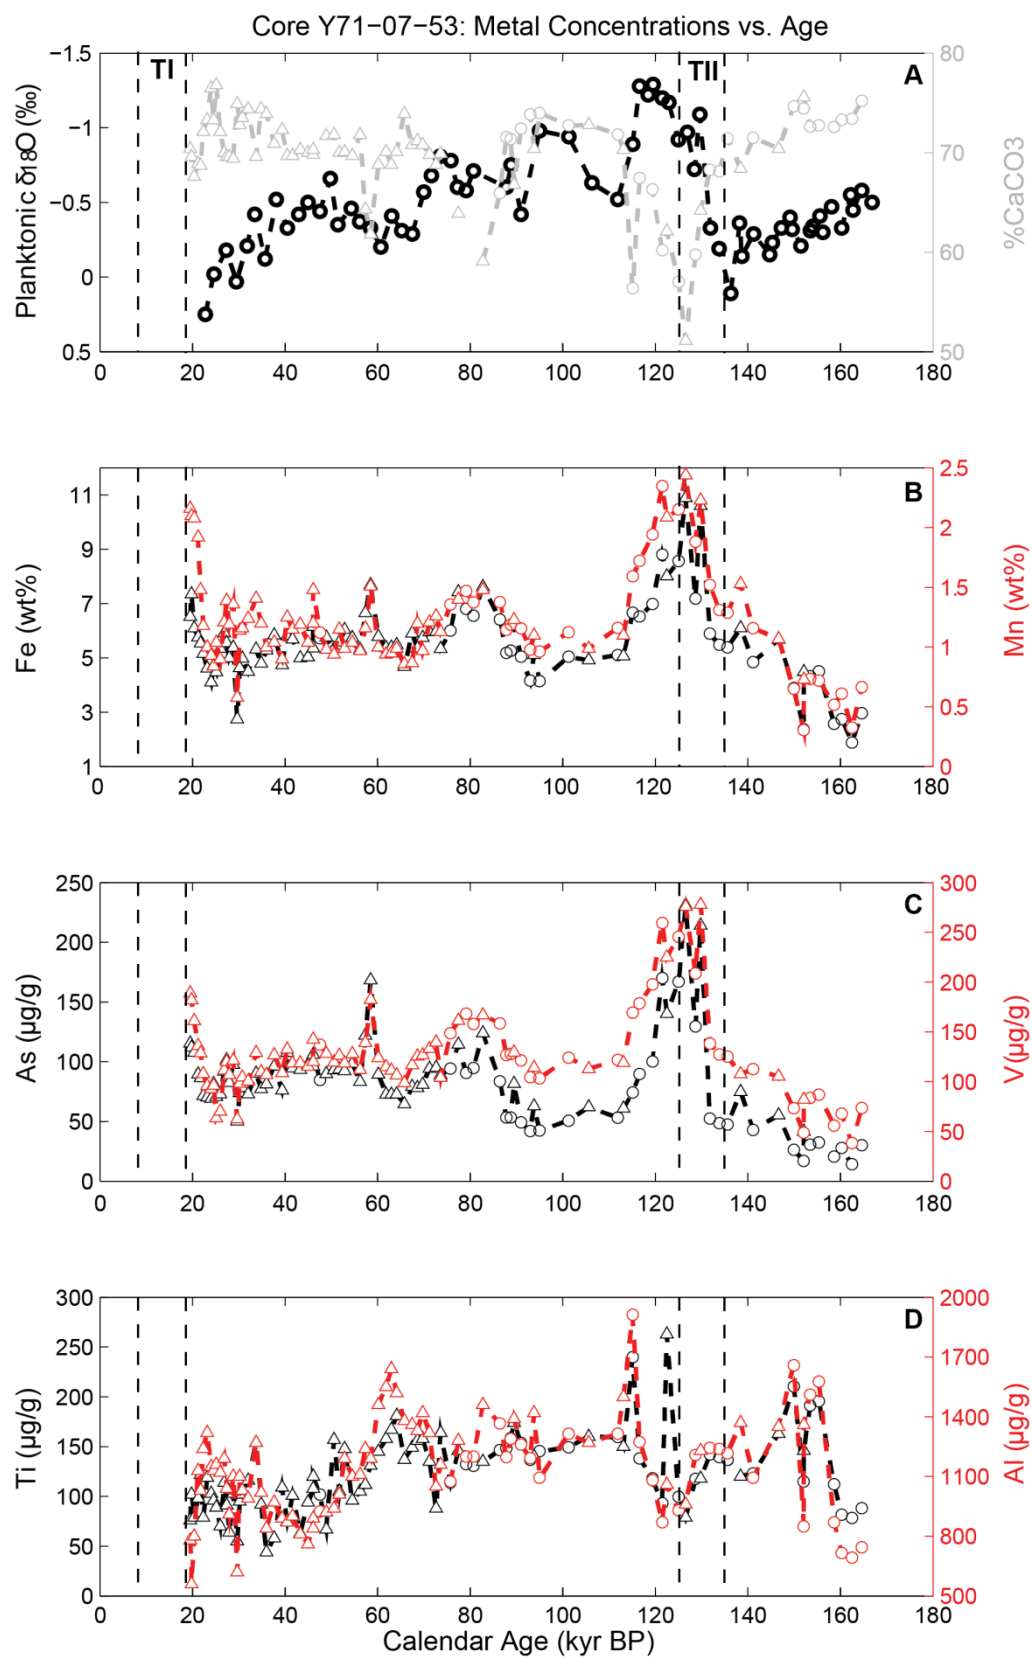 Core Y71−07−53: Metal Concentrations vs. Age
−1.5
−1
−0.5
0
0.5
Planktonic δ18O (‰)
TI
TII
A
80
70
60
50
%CaCO3
0 20 40 60 80 100 120 140 160 180
11
9
7
5
3
1
Fe (wt%)
B
2.5
2
1.5
1
0.5
0
Mn (wt%)
0 20 40 60 80 100 120 140 160 180
250
200
150
100
50
0
As (µg/g)
C
300
250
200
150
100
50
0
V(µg/g)
0 20 40 60 80 100 120 140 160 180
300
250
200
150
100
50
0
Ti (µg/g)
D
2000
1700
1400
1100
800
500
Al (µg/g)
0 20 40 60 80 100 120 140 160 180
Calendar Age (kyr BP)